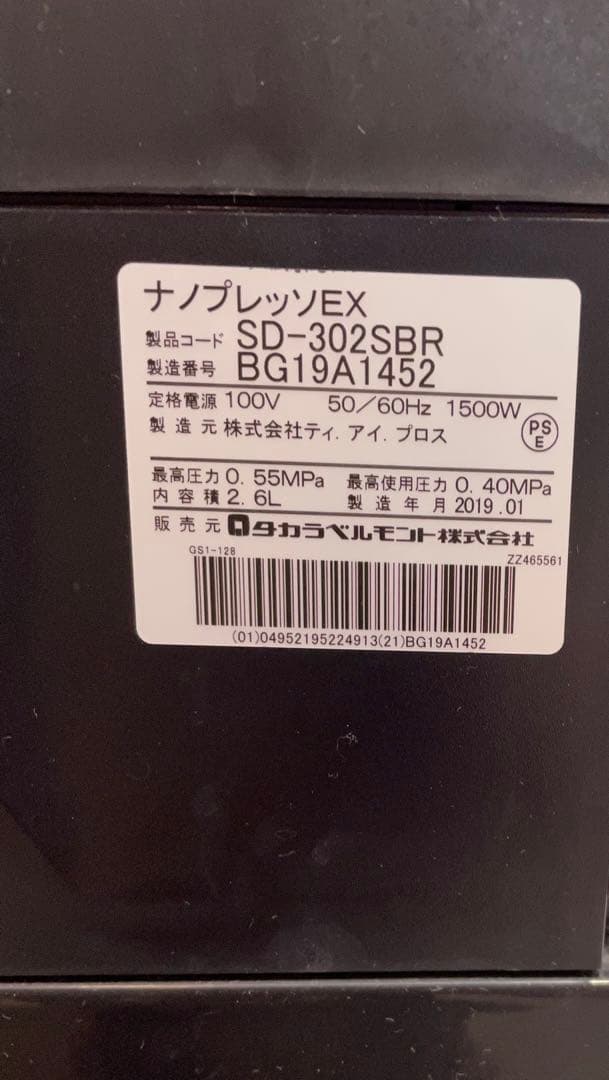 ナノプレッソEX
製品コード SD-302SBR
製造番号 BG19A1452
定格電源 100V 50/60Hz 1500W
製造元 株式会社ティ.アイ.プロス
PS
E
最高圧力 0.55MPa 最高使用圧力 0.40MPa
内容積 2.6L 製造年月 2019.01
販売元 タカラベルモント株式会社
GS1-128 ZZ465561
(01)04952195224913(21)BG19A1452